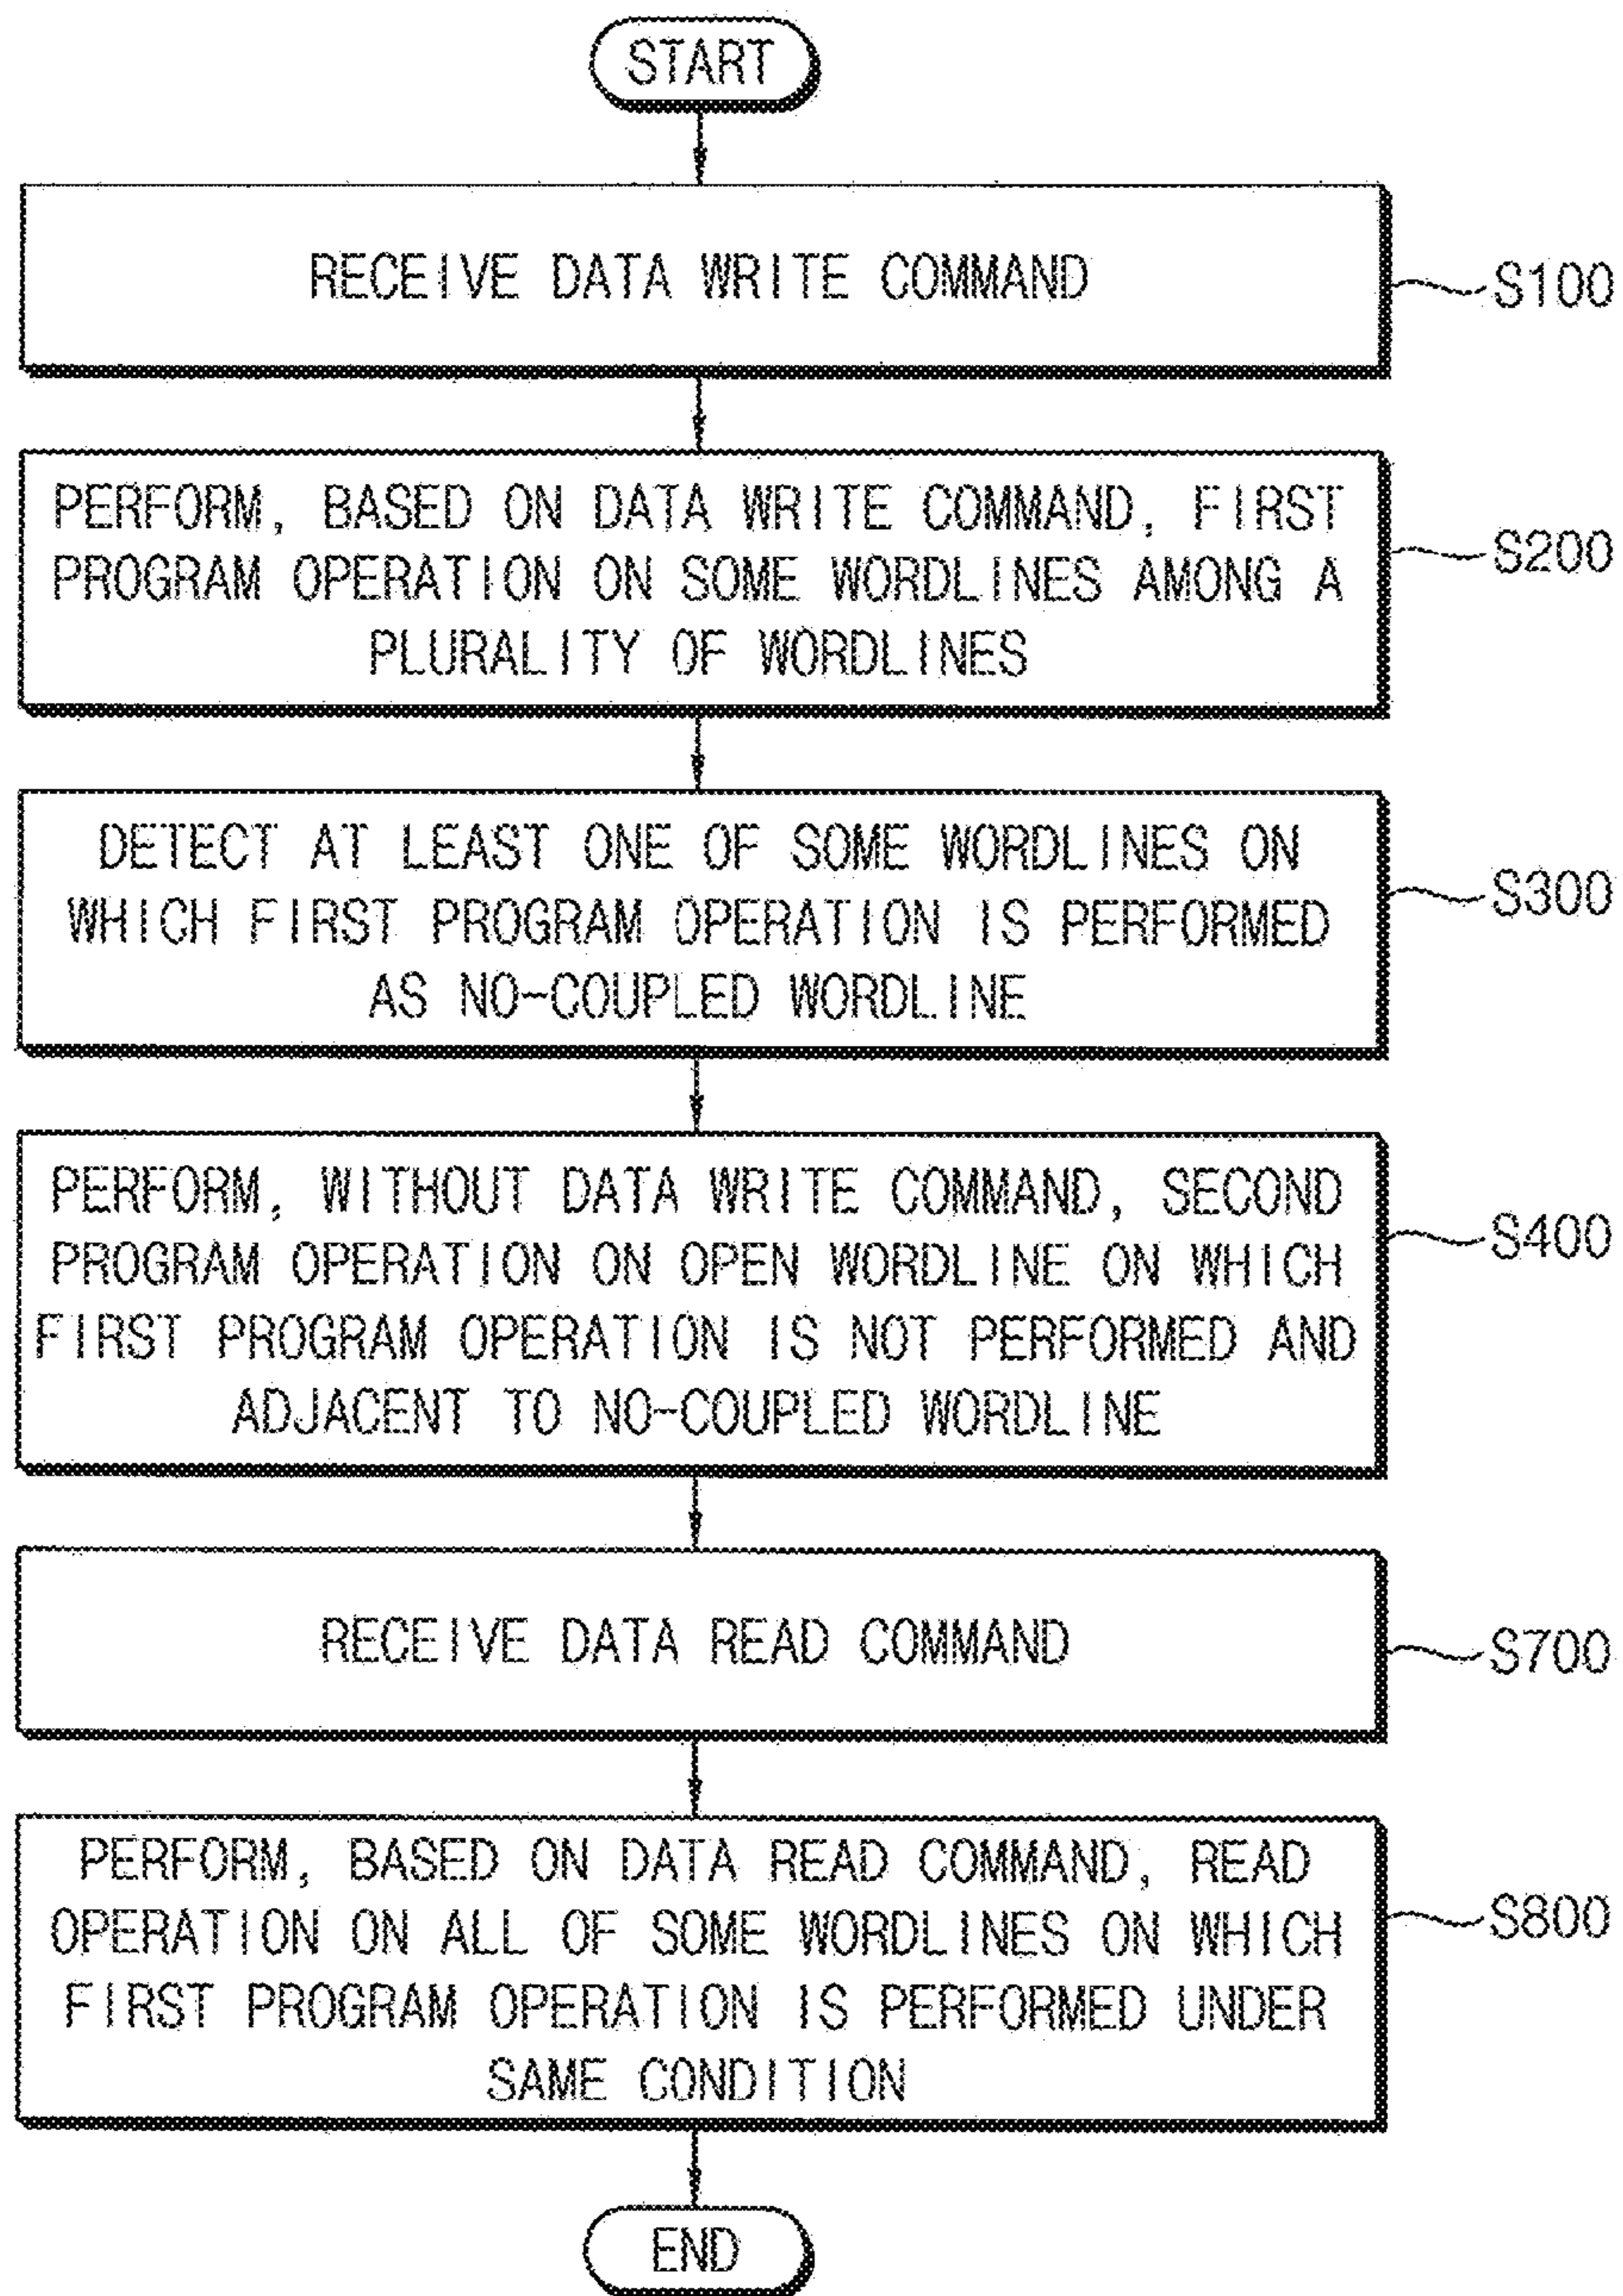 START
RECEIVE DATA WRITE COMMAND
S100
PERFORM, BASED ON DATA WRITE COMMAND, FIRST
PROGRAM OPERATION ON SOME WORDLINES AMONG A
PLURALITY OF WORDLINES
S200
DETECT AT LEAST ONE OF SOME WORDLINES ON
WHICH FIRST PROGRAM OPERATION IS PERFORMED
AS NO-COUPLED WORDLINE
S300
PERFORM, WITHOUT DATA WRITE COMMAND, SECOND
PROGRAM OPERATION ON OPEN WORDLINE ON WHICH
FIRST PROGRAM OPERATION IS NOT PERFORMED AND
ADJACENT TO NO-COUPLED WORDLINE
S400
RECEIVE DATA READ COMMAND
S700
PERFORM, BASED ON DATA READ COMMAND, READ
OPERATION ON ALL OF SOME WORDLINES ON WHICH
FIRST PROGRAM OPERATION IS PERFORMED UNDER
SAME CONDITION
S800
END